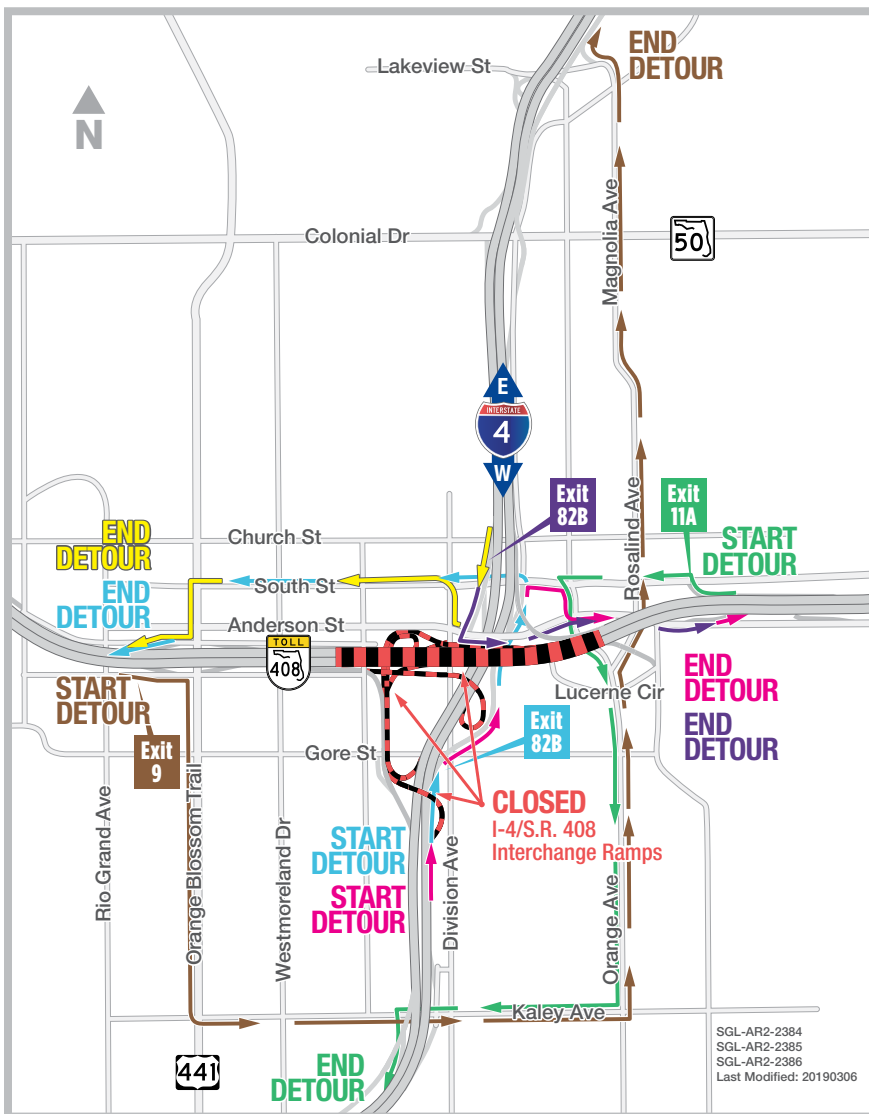 END
DETOUR
Lakeview St
N
Magnolia Ave
Colonial Dr
50
E
INTERSTATE
4
W
Exit
82B
Exit
11A
Rosalind Ave
Church St
START
DETOUR
END
DETOUR
South St
END
DETOUR
Anderson St
TOLL
408
START
DETOUR
Lucerne Cir
END
DETOUR
Exit
9
Gore St
Exit
82B
END
DETOUR
CLOSED
I-4/S.R. 408
Interchange Ramps
START
DETOUR
START
DETOUR
Rio Grand Ave
Orange Blossom Trail
Westmoreland Dr
Division Ave
Orange Ave
Kaley Ave
441
END
DETOUR
SGL-AR2-2384
SGL-AR2-2385
SGL-AR2-2386
Last Modified: 20190306